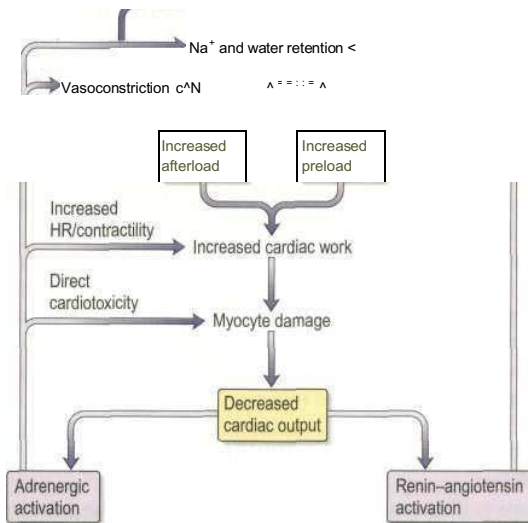 Na⁺ and water retention <
Vasoconstriction c^N
^ = = : : = ^
Increased
afterload
Increased
preload
Increased
HR/contractility
Increased cardiac work
Direct
cardiotoxicity
Myocyte damage
Decreased
cardiac output
Adrenergic
activation
Renin–angiotensin
activation